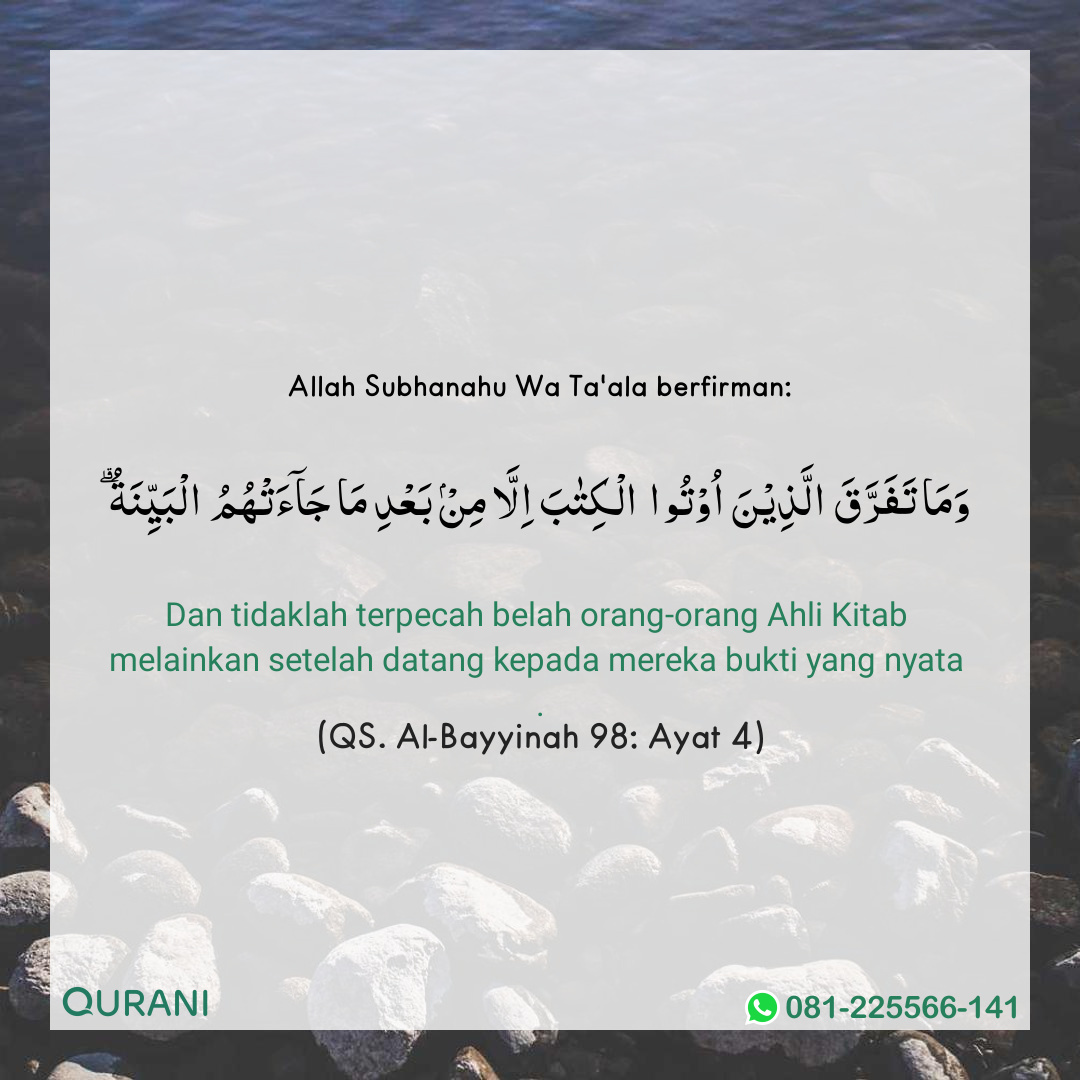 Allah Subhanahu Wa Ta'ala berfirman:
وَمَا تَفَرَّقَ الَّذِيْنَ اُوْتُوا الْكِتٰبَ اِلَّا مِنْۢ بَعْدِ مَا جَاۤءَتْهُمُ الْبَيِّنَةُ ۗ
Dan tidaklah terpecah belah orang-orang Ahli Kitab
melainkan setelah datang kepada mereka bukti yang nyata
.
(QS. Al-Bayyinah 98: Ayat 4)
QURANI
081-225566-141